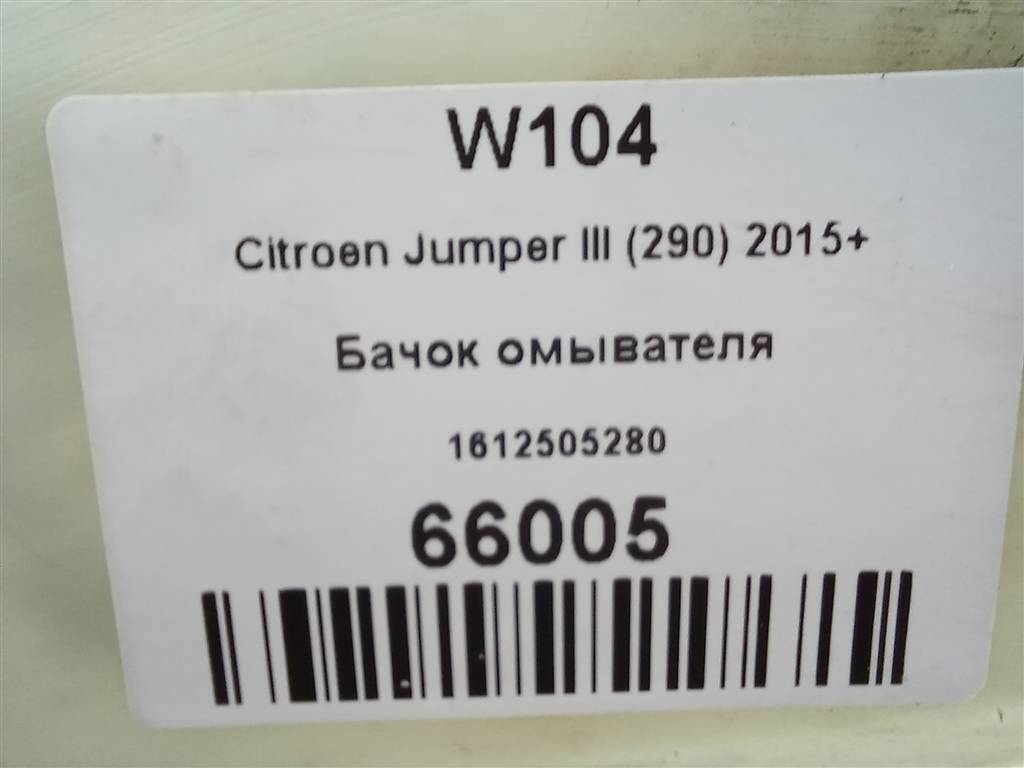 W104
Citroen Jumper III (290) 2015+
Бачок омывателя
1612505280
66005